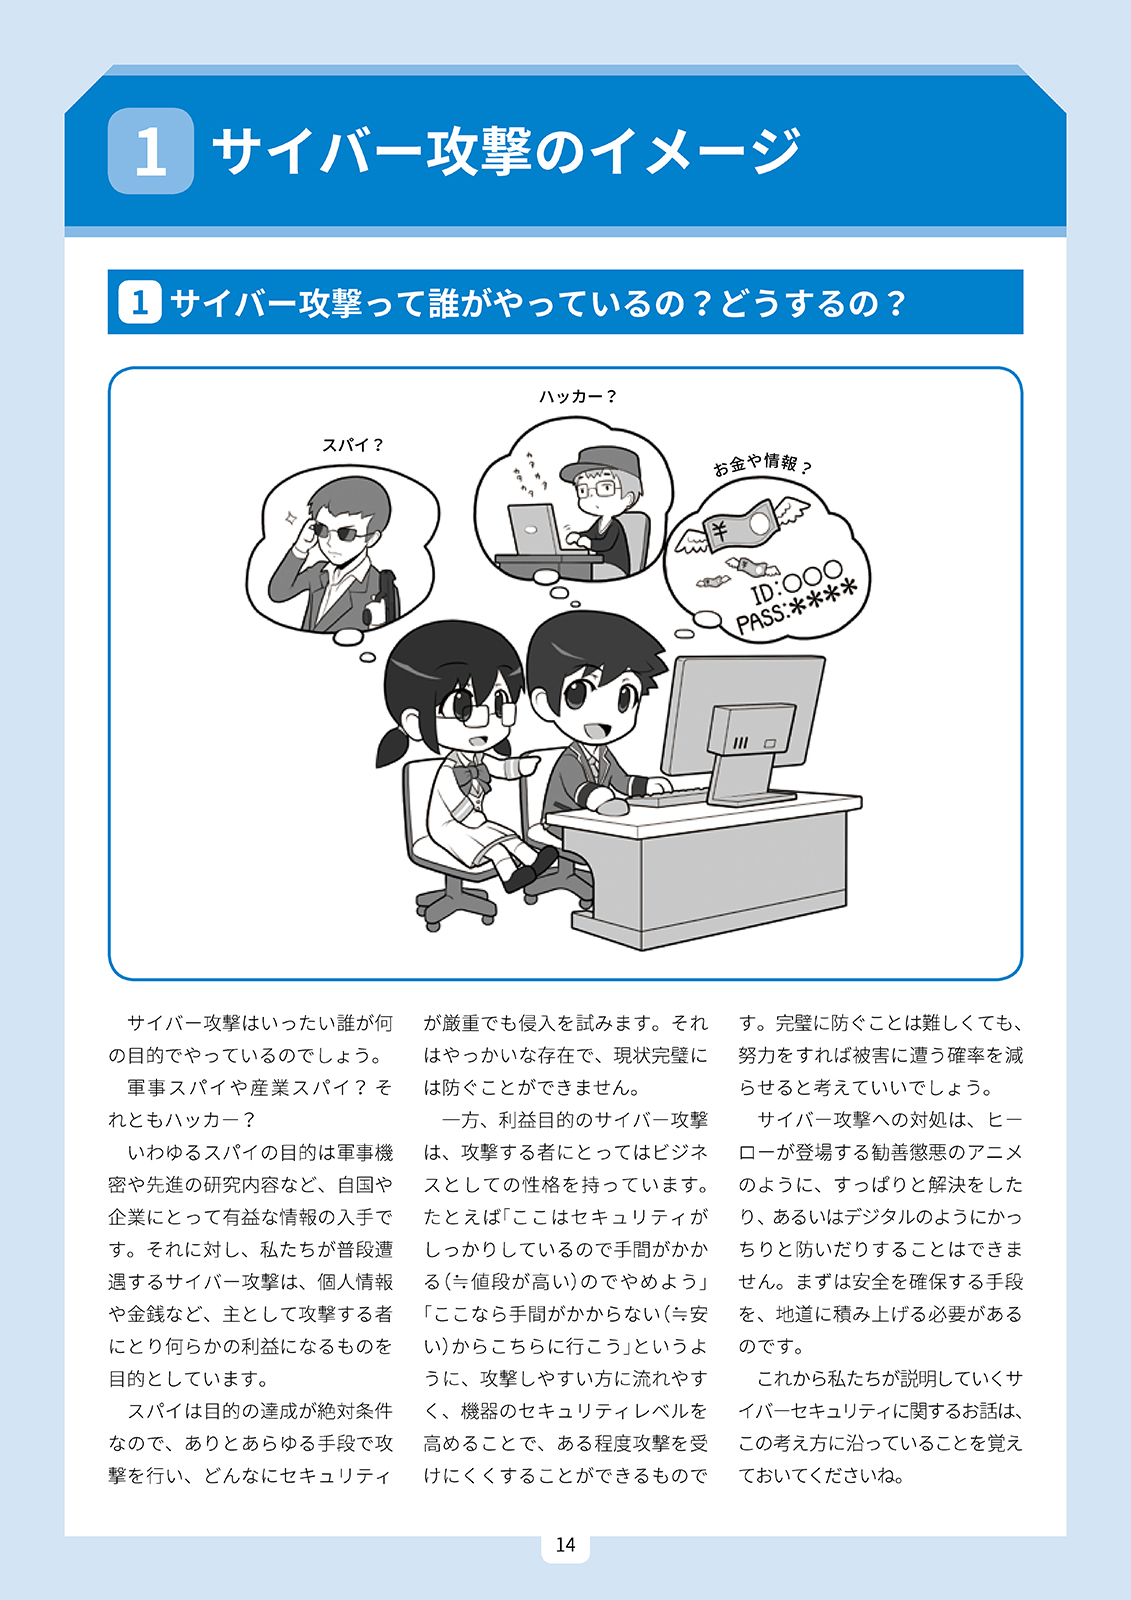 1 サイバー攻撃のイメージ
1 サイバー攻撃って誰がやっているの？どうするの？
スパイ？
ハッカー？
お金や情報？
カタ カタ カタ カタ
¥
ID:○○○
PASS:****
サイバー攻撃はいったい誰が何
の目的でやっているのでしょう。
軍事スパイや産業スパイ？そ
れともハッカー？
いわゆるスパイの目的は軍事機
密や先進の研究内容など、自国や
企業にとって有益な情報の入手で
す。それに対し、私たちが普段遭
遇するサイバー攻撃は、個人情報
や金銭など、主として攻撃する者
にとり何らかの利益になるものを
目的としています。
スパイは目的の達成が絶対条件
なので、ありとあらゆる手段で攻
撃を行い、どんなにセキュリティ
が厳重でも侵入を試みます。それ
はやっかいな存在で、現状完璧に
は防ぐことができません。
一方、利益目的のサイバー攻撃
は、攻撃する者にとってはビジネ
スとしての性格を持っています。
たとえば「ここはセキュリティが
しっかりしているので手間がかか
る（≒値段が高い）のでやめよう」
「ここなら手間がかからない（≒安
い）からこちらに行こう」というよ
うに、攻撃しやすい方に流れやす
く、機器のセキュリティレベルを
高めることで、ある程度攻撃を受
けにくくすることができるもので
す。完璧に防ぐことは難しくても、
努力をすれば被害に遭う確率を減
らせると考えていいでしょう。
サイバー攻撃への対処は、ヒー
ローが登場する勧善懲悪のアニメ
のように、すっぱりと解決をした
り、あるいはデジタルのようにかっ
ちりと防いだりすることはできま
せん。まずは安全を確保する手段
を、地道に積み上げる必要がある
のです。
これから私たちが説明していくサ
イバーセキュリティに関するお話は、
この考え方に沿っていることを覚え
ておいてくださいね。
14